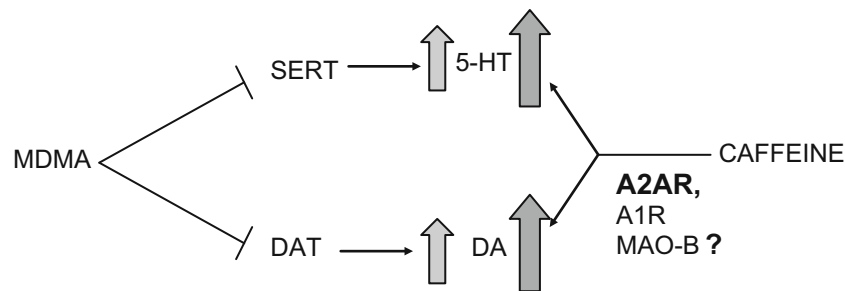 SERT 5-HT
MDMA
CAFFEINE
A2AR,
A1R
MAO-B ?
DAT DA